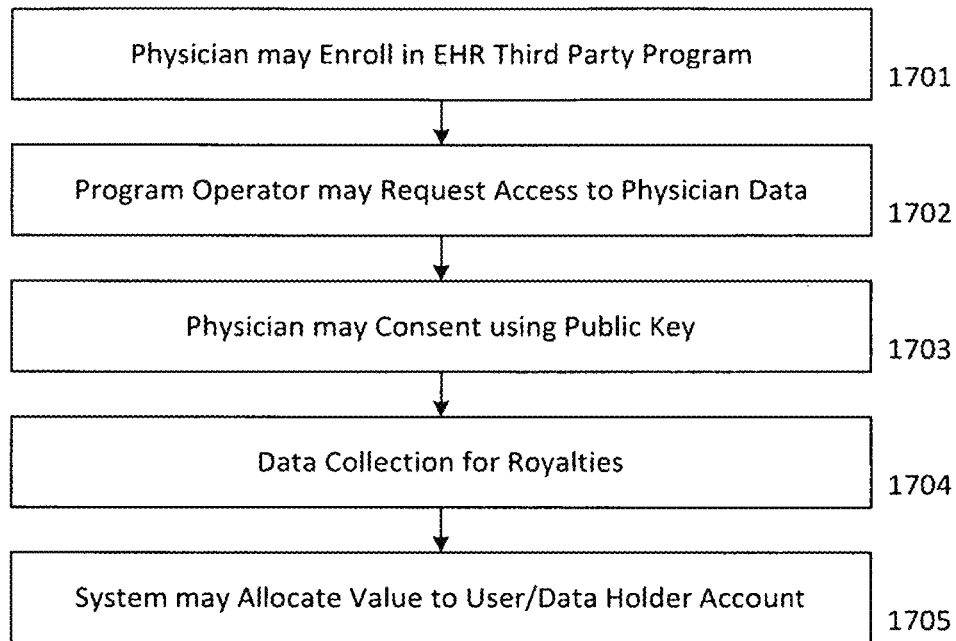 Physician may Enroll in EHR Third Party Program
1701
Program Operator may Request Access to Physician Data
1702
Physician may Consent using Public Key
1703
Data Collection for Royalties
1704
System may Allocate Value to User/Data Holder Account
1705